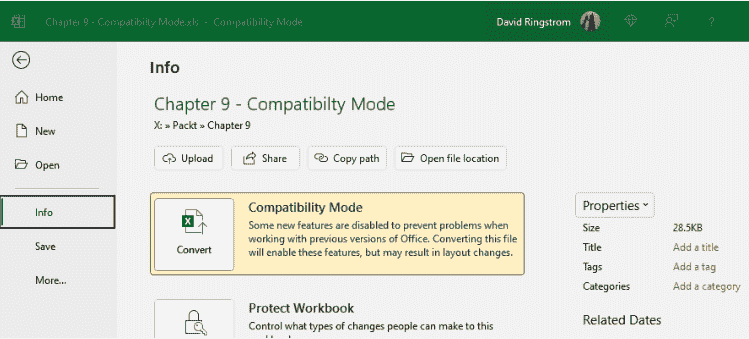 Chapter 9 - Compatibilty Mode.xls - Compatibility Mode
David Ringstrom
?
Info
Home
New
Open
Info
Save
More...
Chapter 9 - Compatibilty Mode
X: » Packt » Chapter 9
Upload
Share
Copy path
Open file location
Convert
Compatibility Mode
Some new features are disabled to prevent problems when
working with previous versions of Office. Converting this file
will enable these features, but may result in layout changes.
Protect Workbook
Control what types of changes people can make to this
Properties
Size 28.5KB
Title Add a title
Tags Add a tag
Categories Add a category
Related Dates